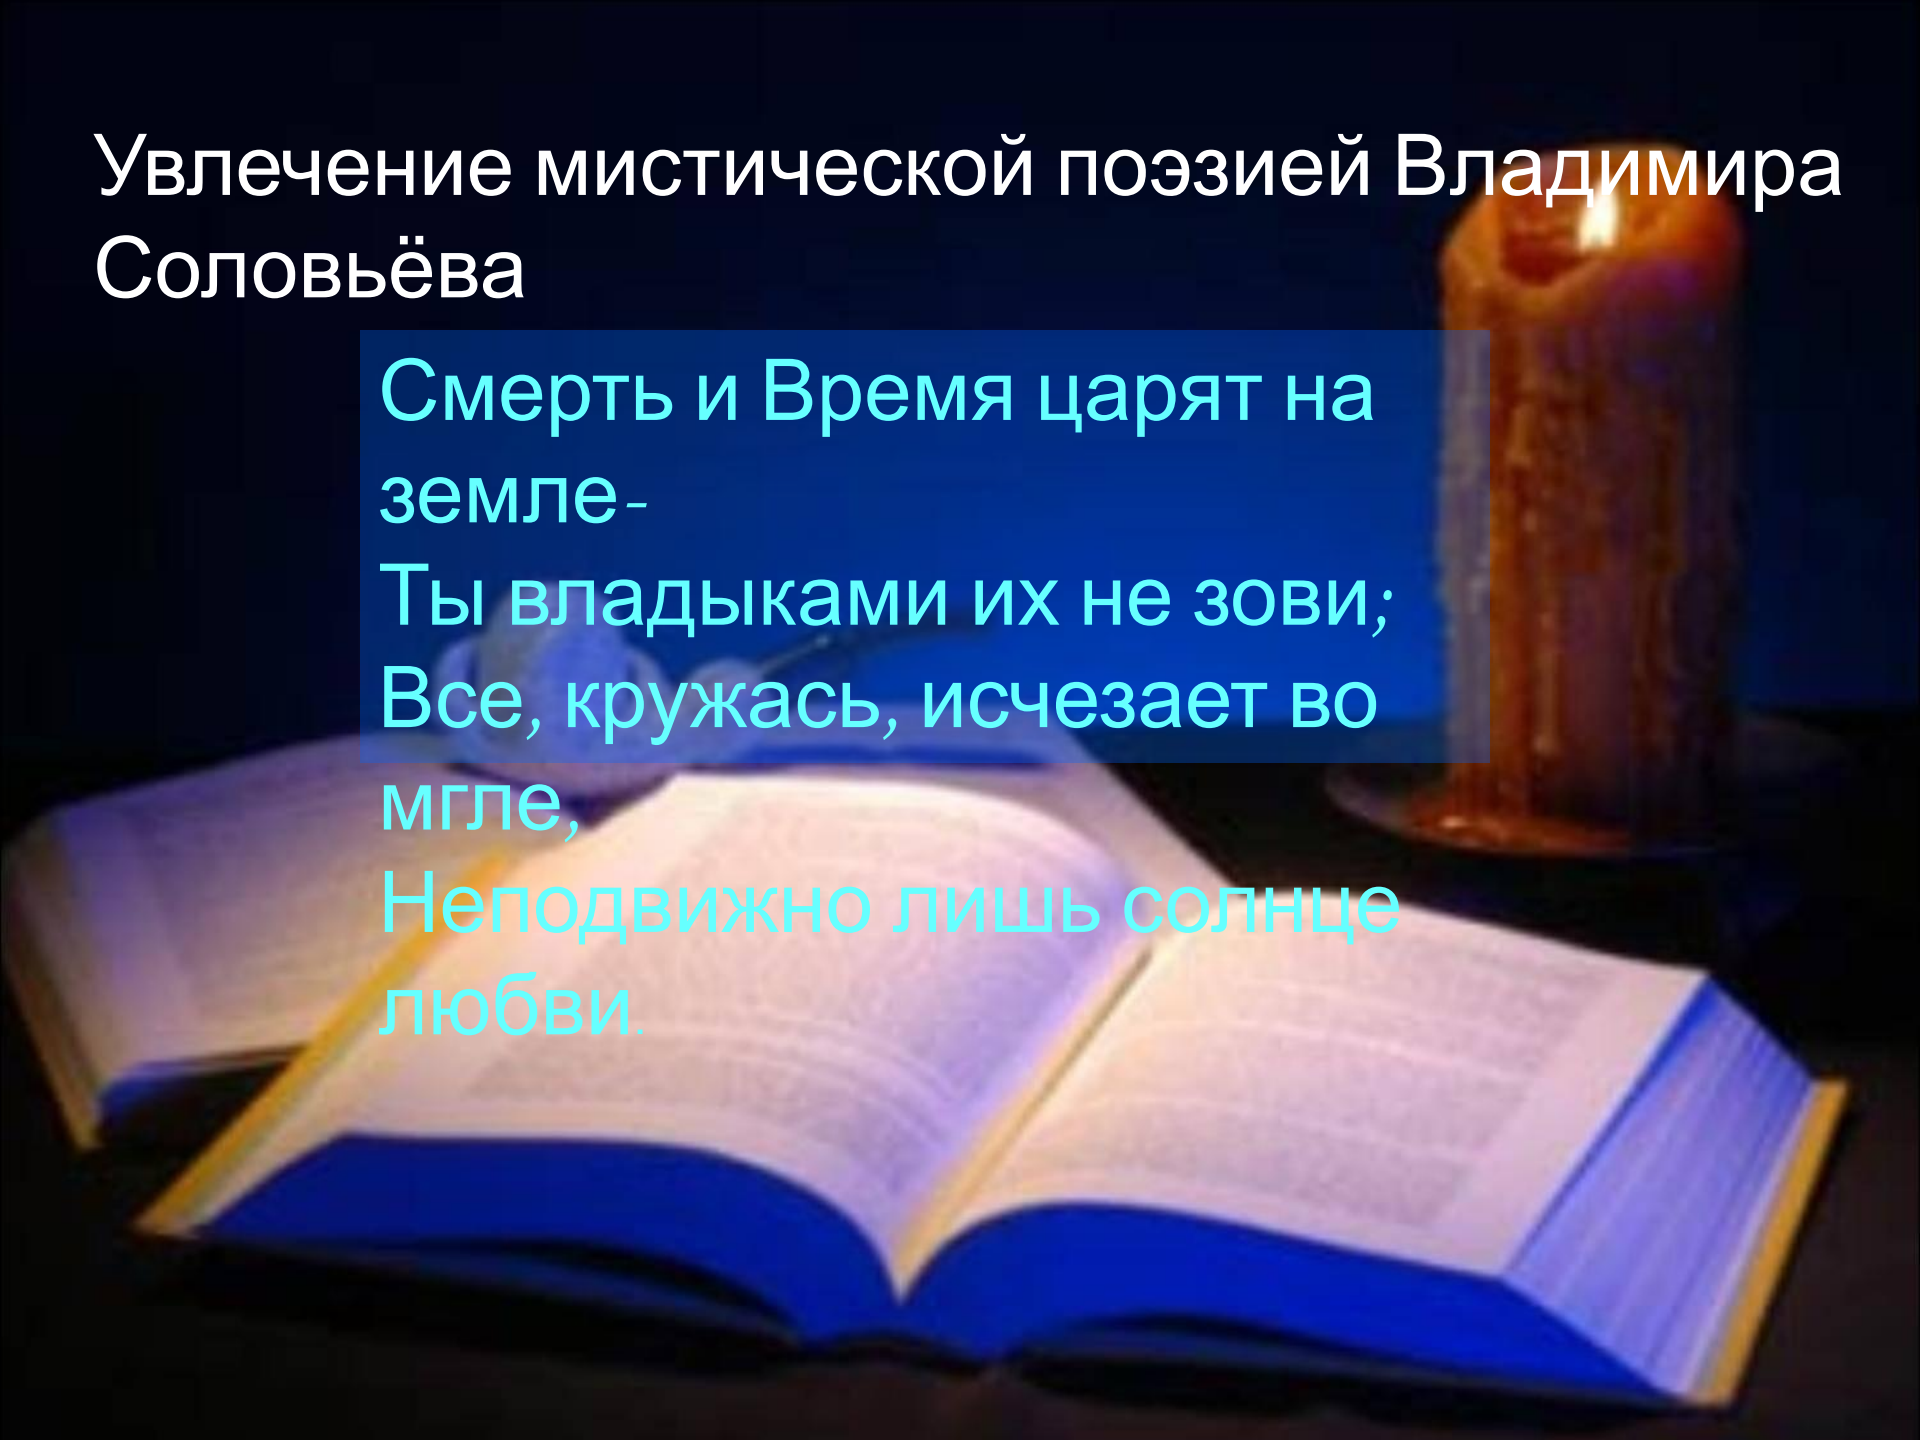 Увлечение мистической поэзией Владимира
Соловьёва
Смерть и Время царят на
земле-
Ты владыками их не зови;
Все, кружась, исчезает во
мгле,
Неподвижно лишь солнце
любви.